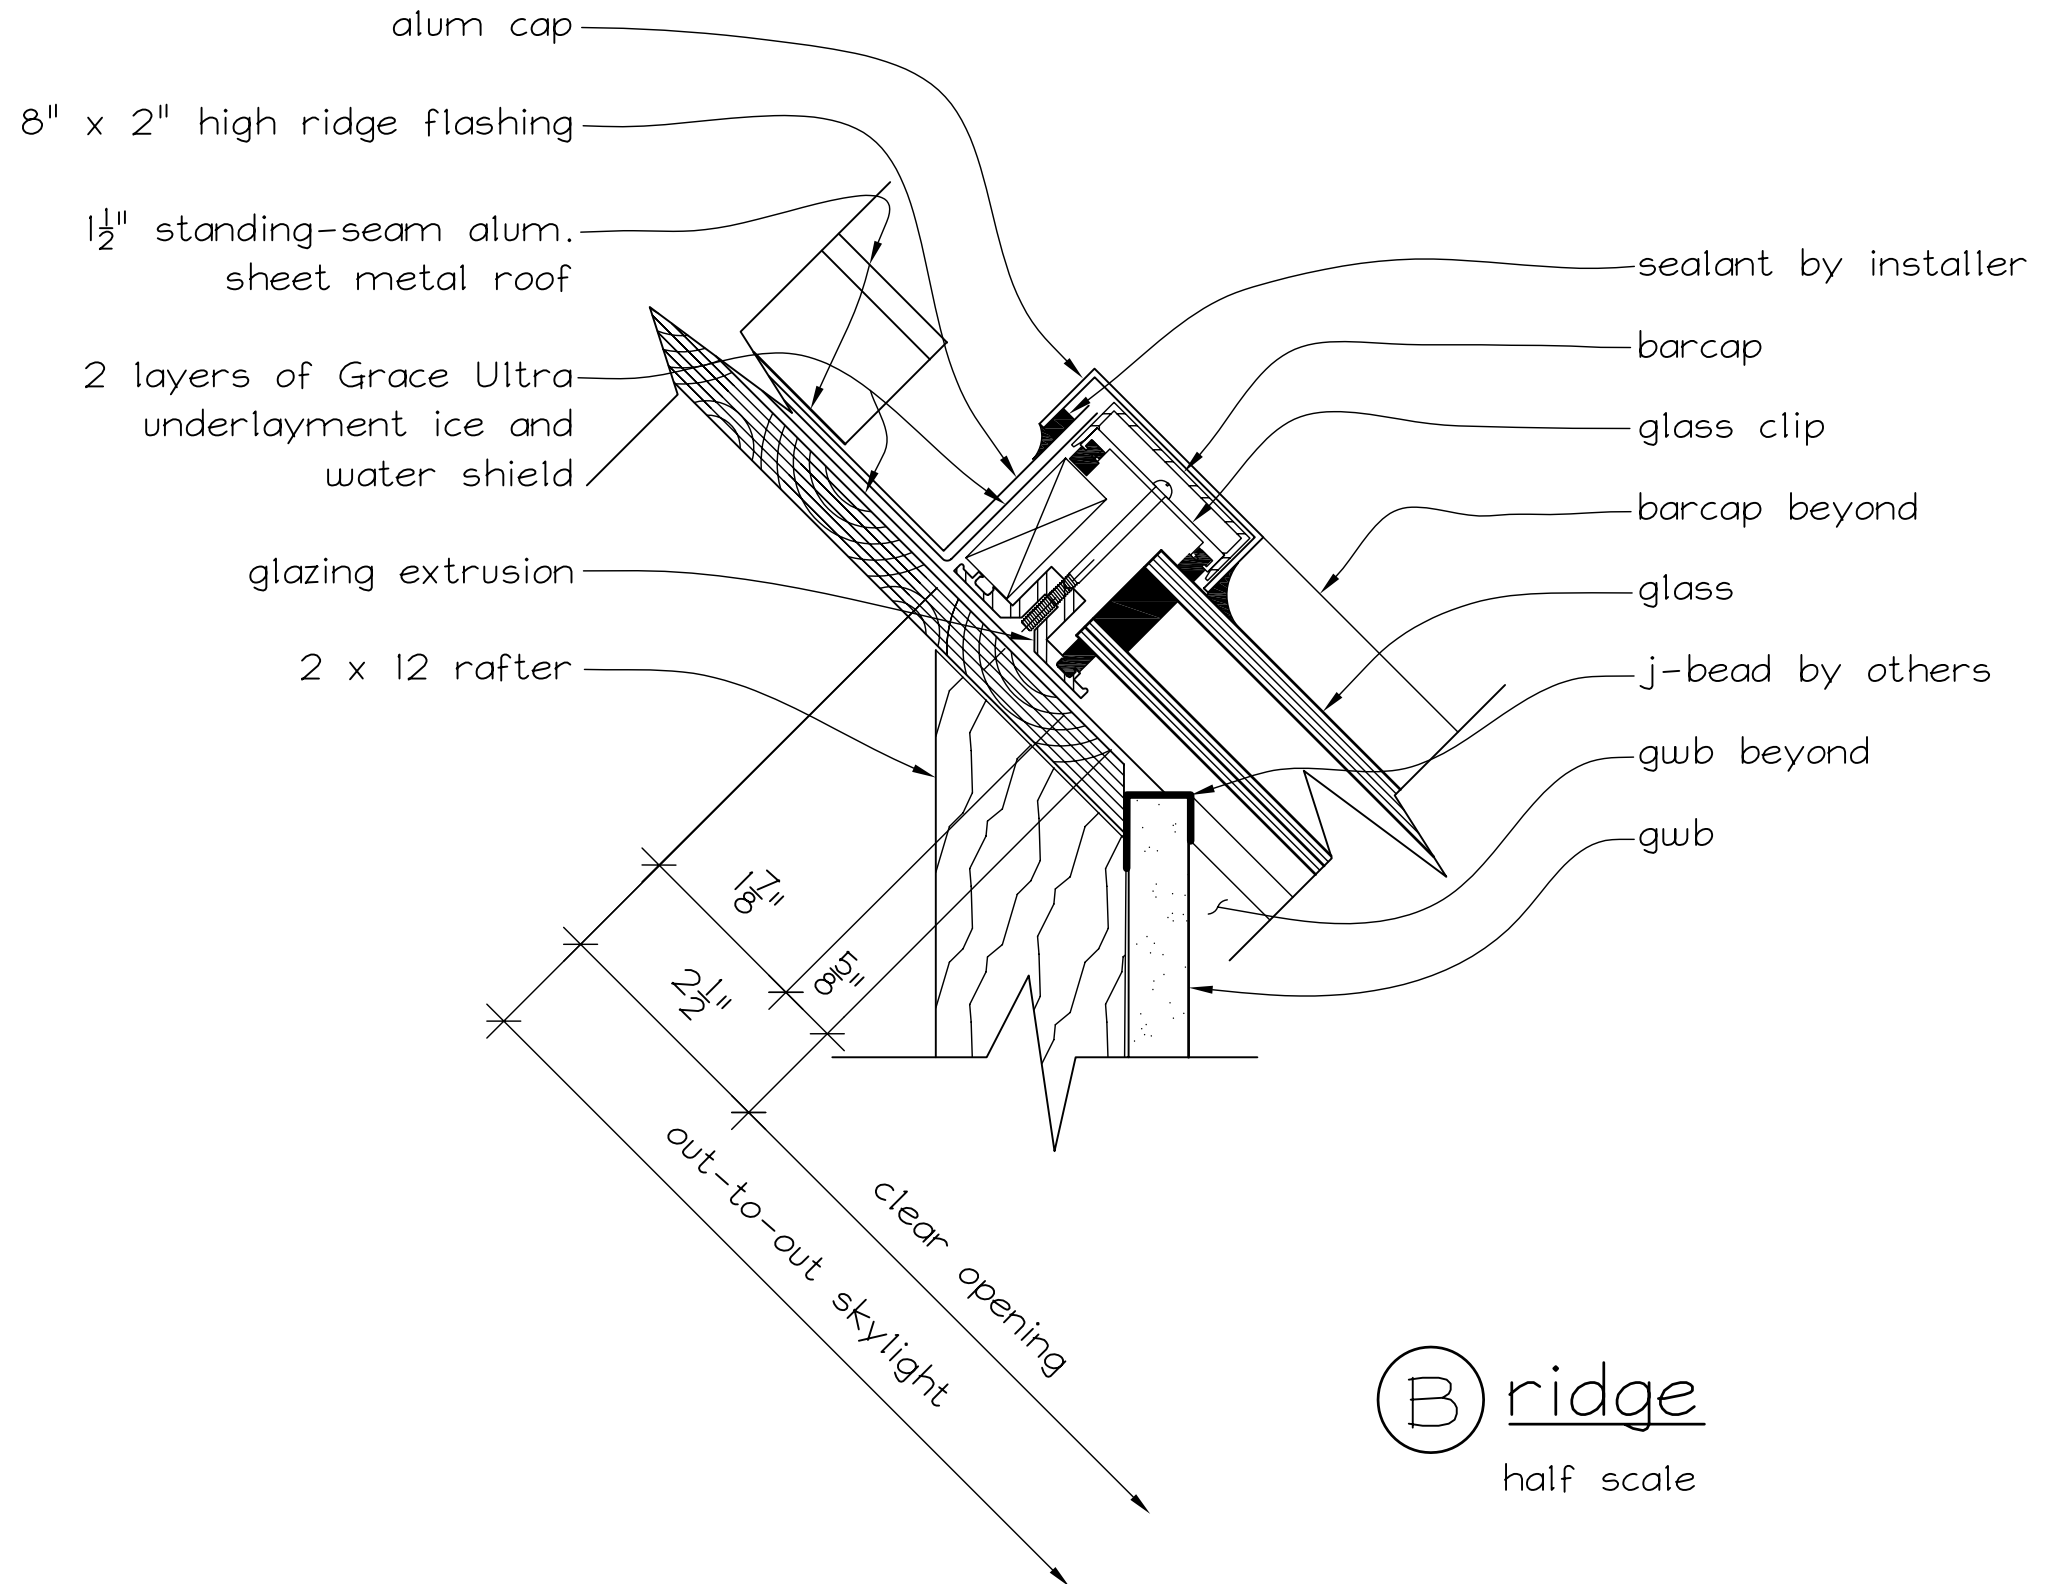 alum cap
8" x 2" high ridge flashing
1½" standing-seam alum.
sheet metal roof
2 layers of Grace Ultra
underlayment ice and
water shield
glazing extrusion
2 x 12 rafter
sealant by installer
barcap
glass clip
barcap beyond
glass
j-bead by others
gwb beyond
gwb
1⅞"
⅝"
2½"
out-to-out skylight
clear opening
B ridge
half scale